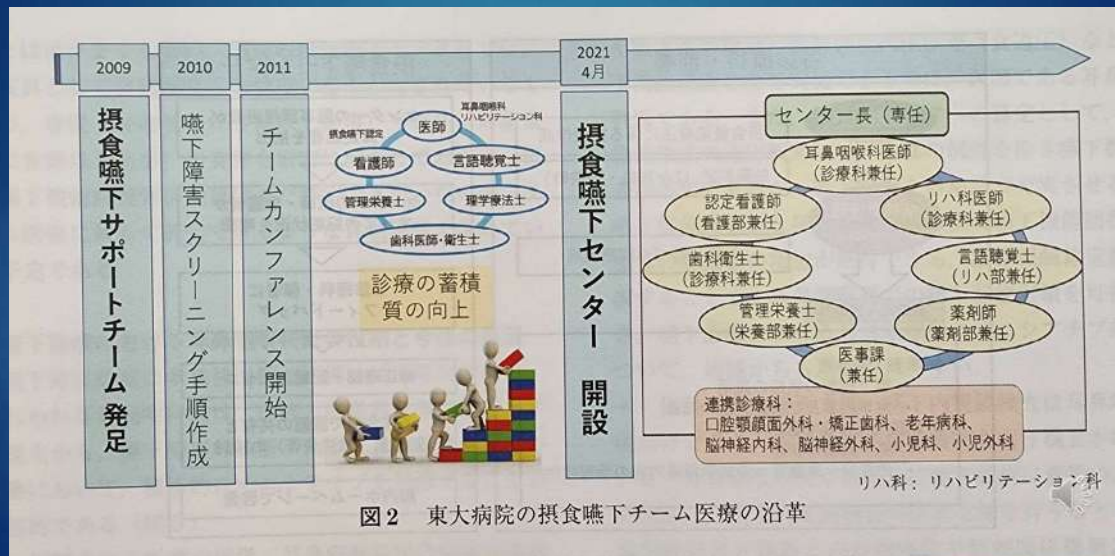 2009
摂食嚥下サポートチーム 発足
2010
嚥下障害スクリーニング手順作成
2011
チームカンファレンス開始
耳鼻咽喉科
リハビリテーション科
医師
摂食嚥下認定
看護師
言語聴覚士
管理栄養士
理学療法士
歯科医師・衛生士
診療の蓄積
質の向上
2021
4月
摂食嚥下センター 開設
センター長（専任）
耳鼻咽喉科医師
(診療科兼任)
認定看護師
(看護部兼任)
リハ科医師
(診療科兼任)
歯科衛生士
(診療科兼任)
言語聴覚士
(リハ部兼任)
管理栄養士
(栄養部兼任)
薬剤師
(薬剤部兼任)
医事課
(兼任)
連携診療科：
口腔顎顔面外科・矯正歯科、老年病科、
脳神経内科、脳神経外科、小児科、小児外科
リハ科：リハビリテーション科
図2 東大病院の摂食嚥下チーム医療の沿革